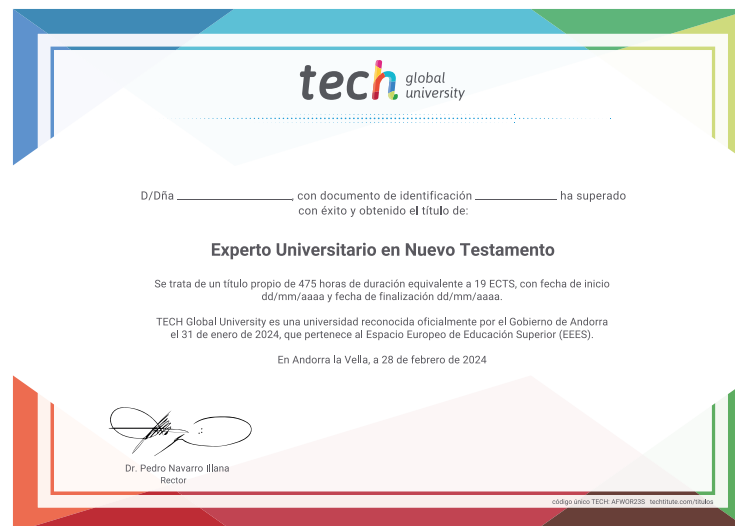 tech global university
D/Dña ____________, con documento de identificación ____________ ha superado
con éxito y obtenido el título de:
Experto Universitario en Nuevo Testamento
Se trata de un título propio de 475 horas de duración equivalente a 19 ECTS, con fecha de inicio
dd/mm/aaaa y fecha de finalización dd/mm/aaaa.
TECH Global University es una universidad reconocida oficialmente por el Gobierno de Andorra
el 31 de enero de 2024, que pertenece al Espacio Europeo de Educación Superior (EEES).
En Andorra la Vella, a 28 de febrero de 2024
Dr. Pedro Navarro Illana
Rector
código único TECH: AFWOR23S techtitute.com/titulos